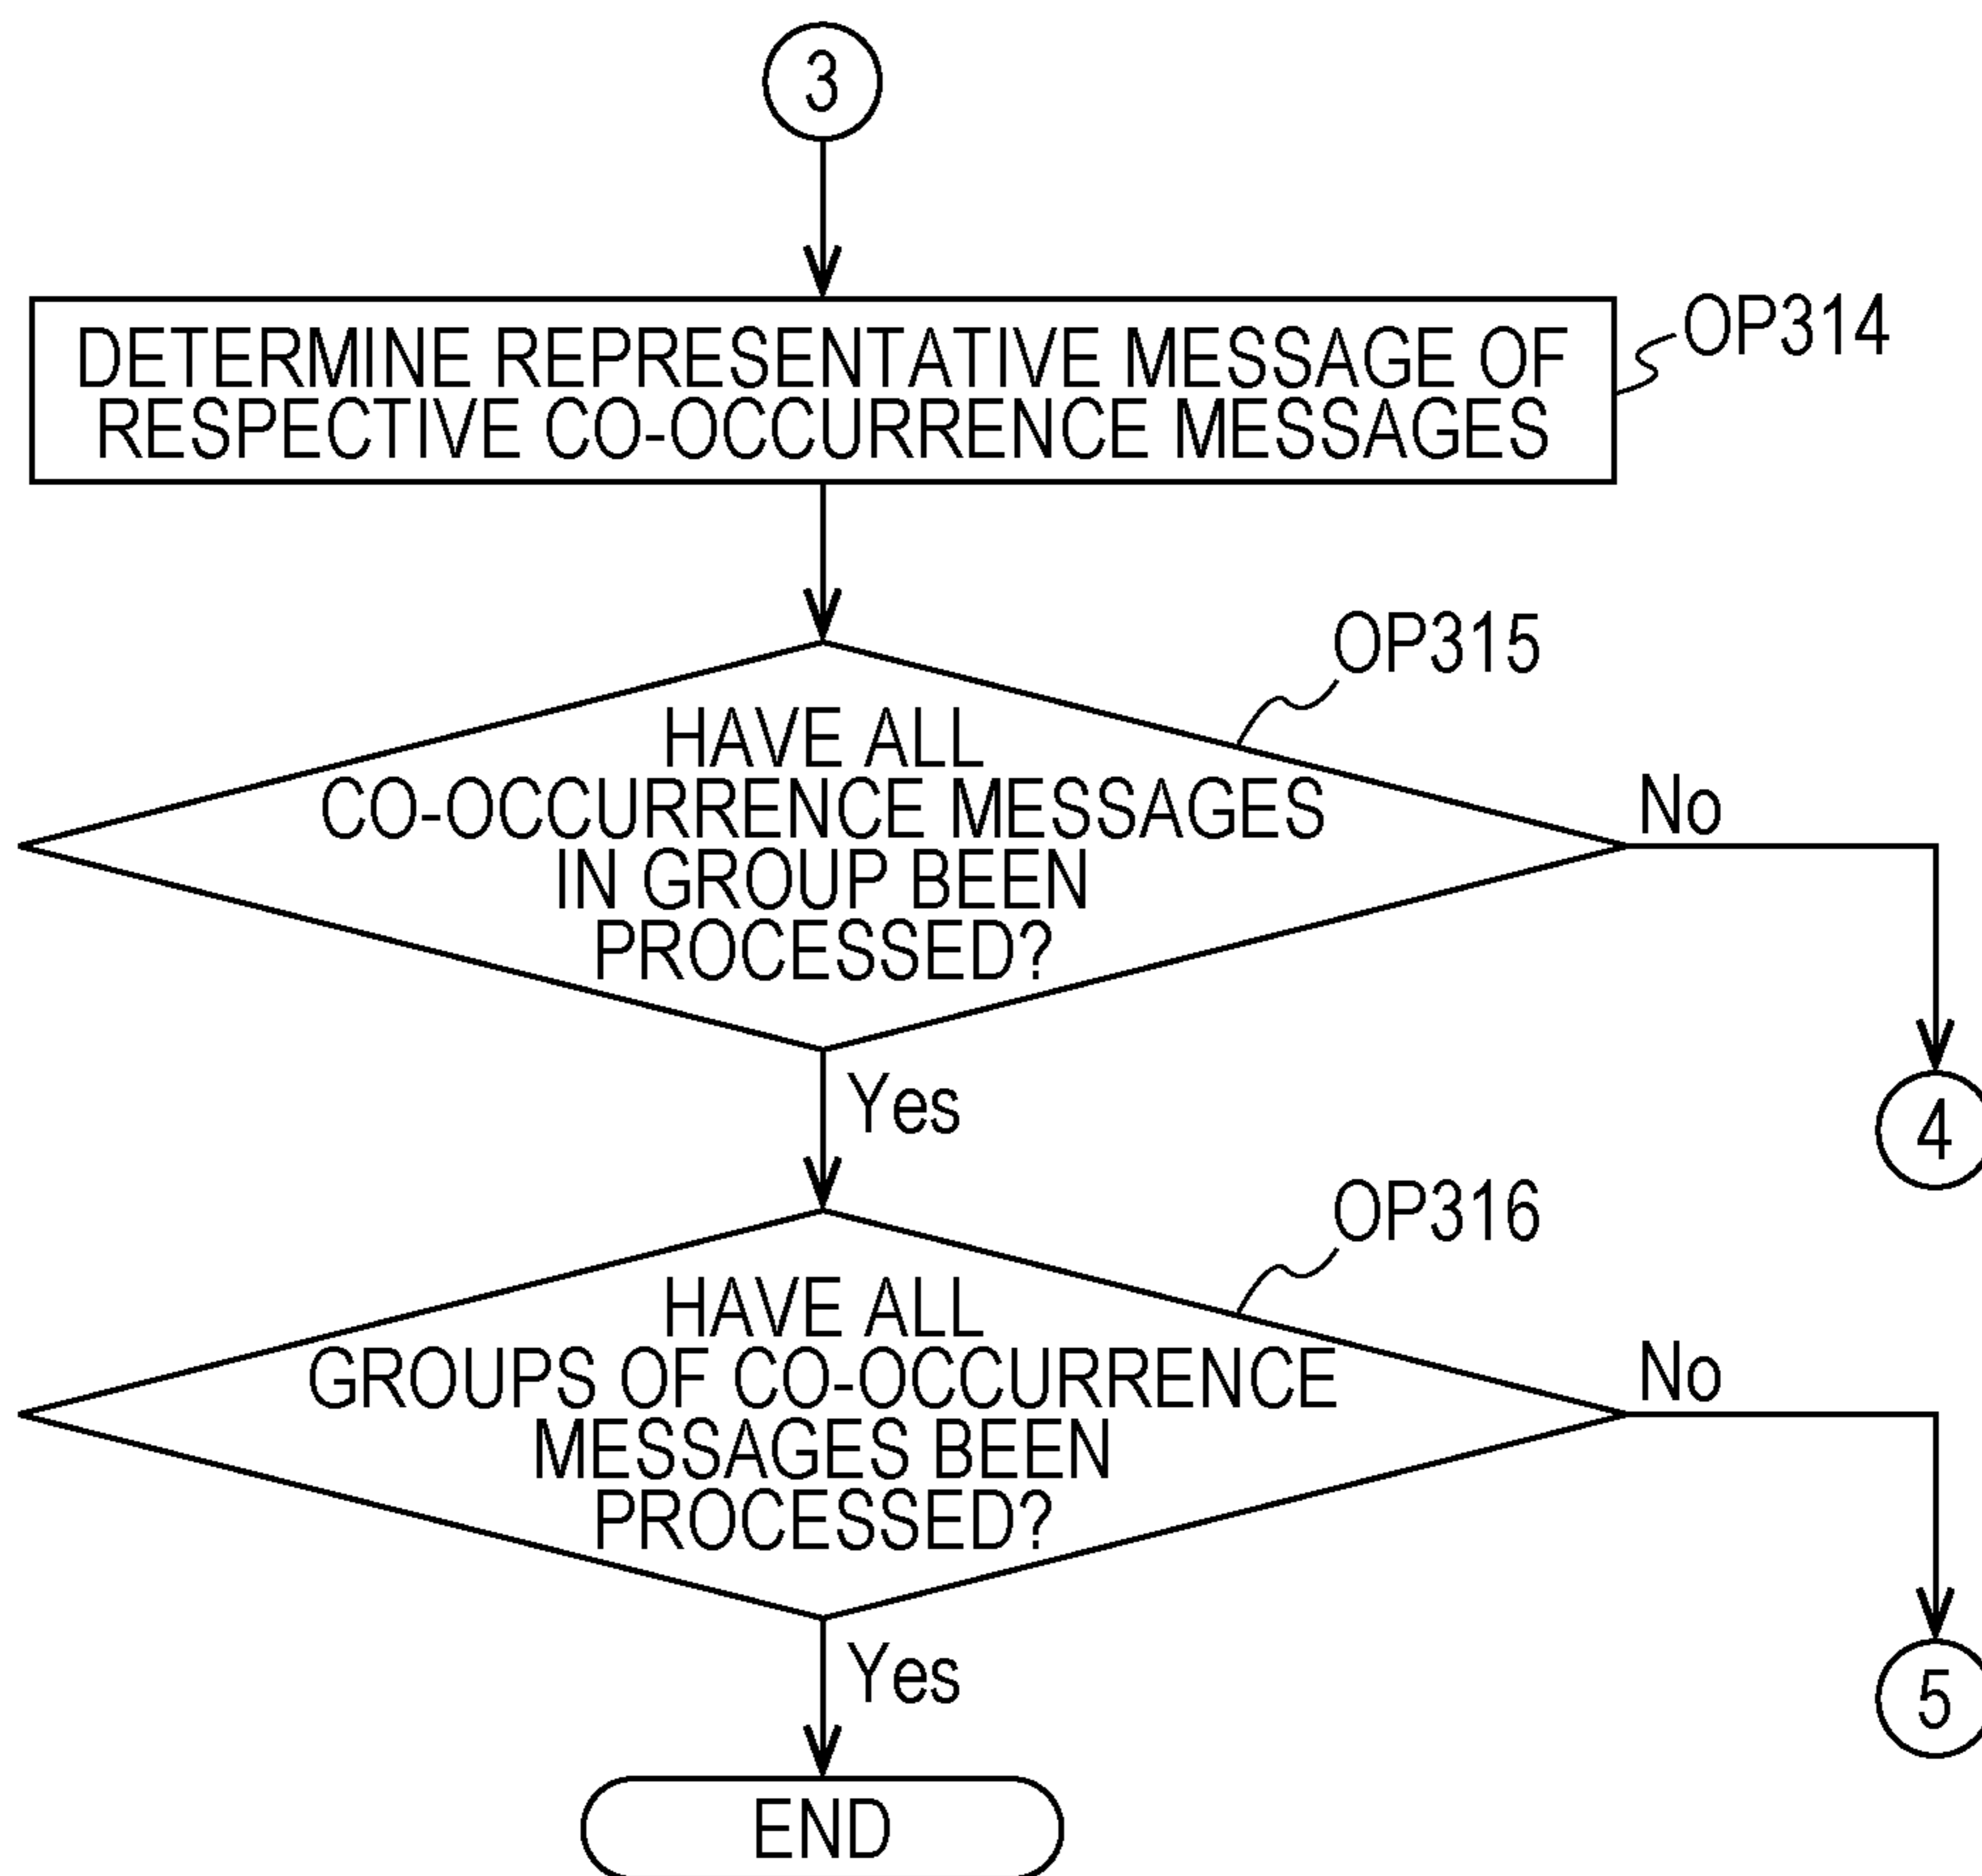 3
DETERMINE REPRESENTATIVE MESSAGE OF
RESPECTIVE CO-OCCURRENCE MESSAGES
OP314
OP315
HAVE ALL
CO-OCCURRENCE MESSAGES
IN GROUP BEEN
PROCESSED?
No
4
Yes
OP316
HAVE ALL
GROUPS OF CO-OCCURRENCE
MESSAGES BEEN
PROCESSED?
No
5
Yes
END